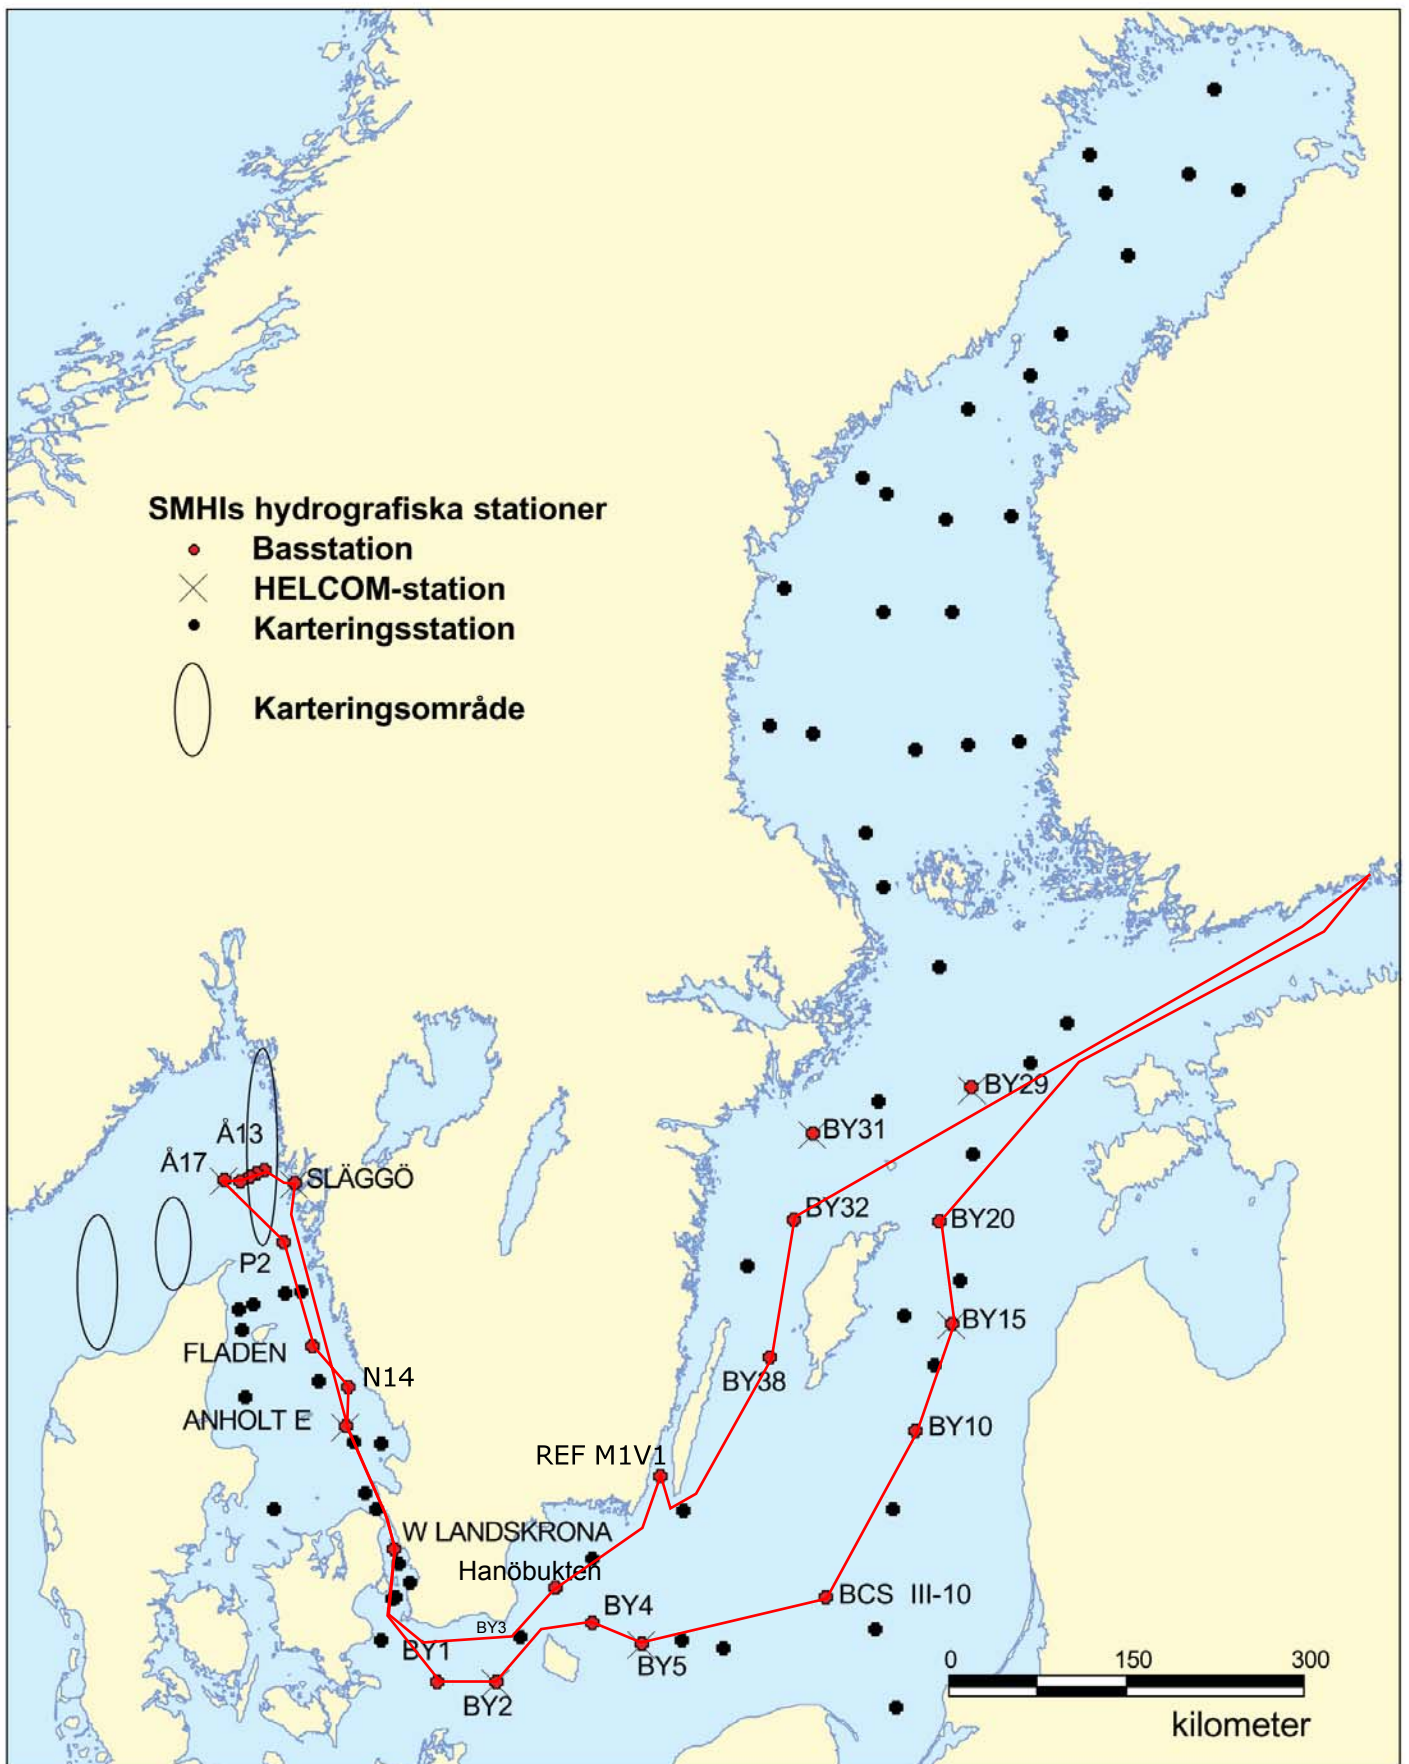 SMHIs hydrografiska stationer
Basstation
HELCOM-station
Karteringsstation
Karteringsområde
BY29
Å13
BY31
Å17
SLÄGGÖ
BY32
BY20
P2
BY15
FLADEN
N14
BY38
ANHOLT E
BY10
REF M1V1
W LANDSKRONA
Hanöbukten
BCS III-10
BY4
BY3
BY1
BY5
BY2
0 150 300
kilometer